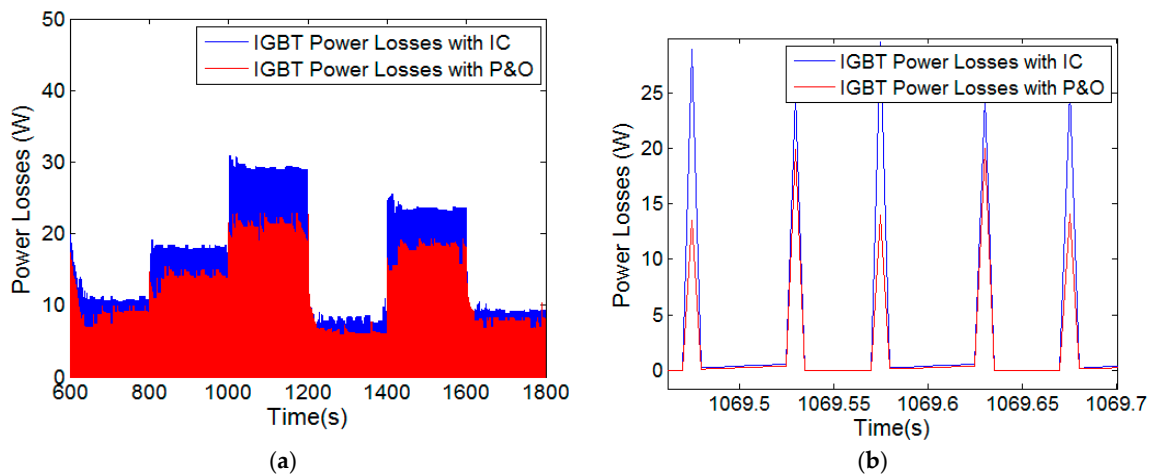 50
40
30
20
10
0
Power Losses (W)
IGBT Power Losses with IC
IGBT Power Losses with P&O
600 800 1000 1200 1400 1600 1800
Time(s)
(a)
25
20
15
10
5
0
Power Losses (W)
IGBT Power Losses with IC
IGBT Power Losses with P&O
1069.5 1069.55 1069.6 1069.65 1069.7
Time(s)
(b)